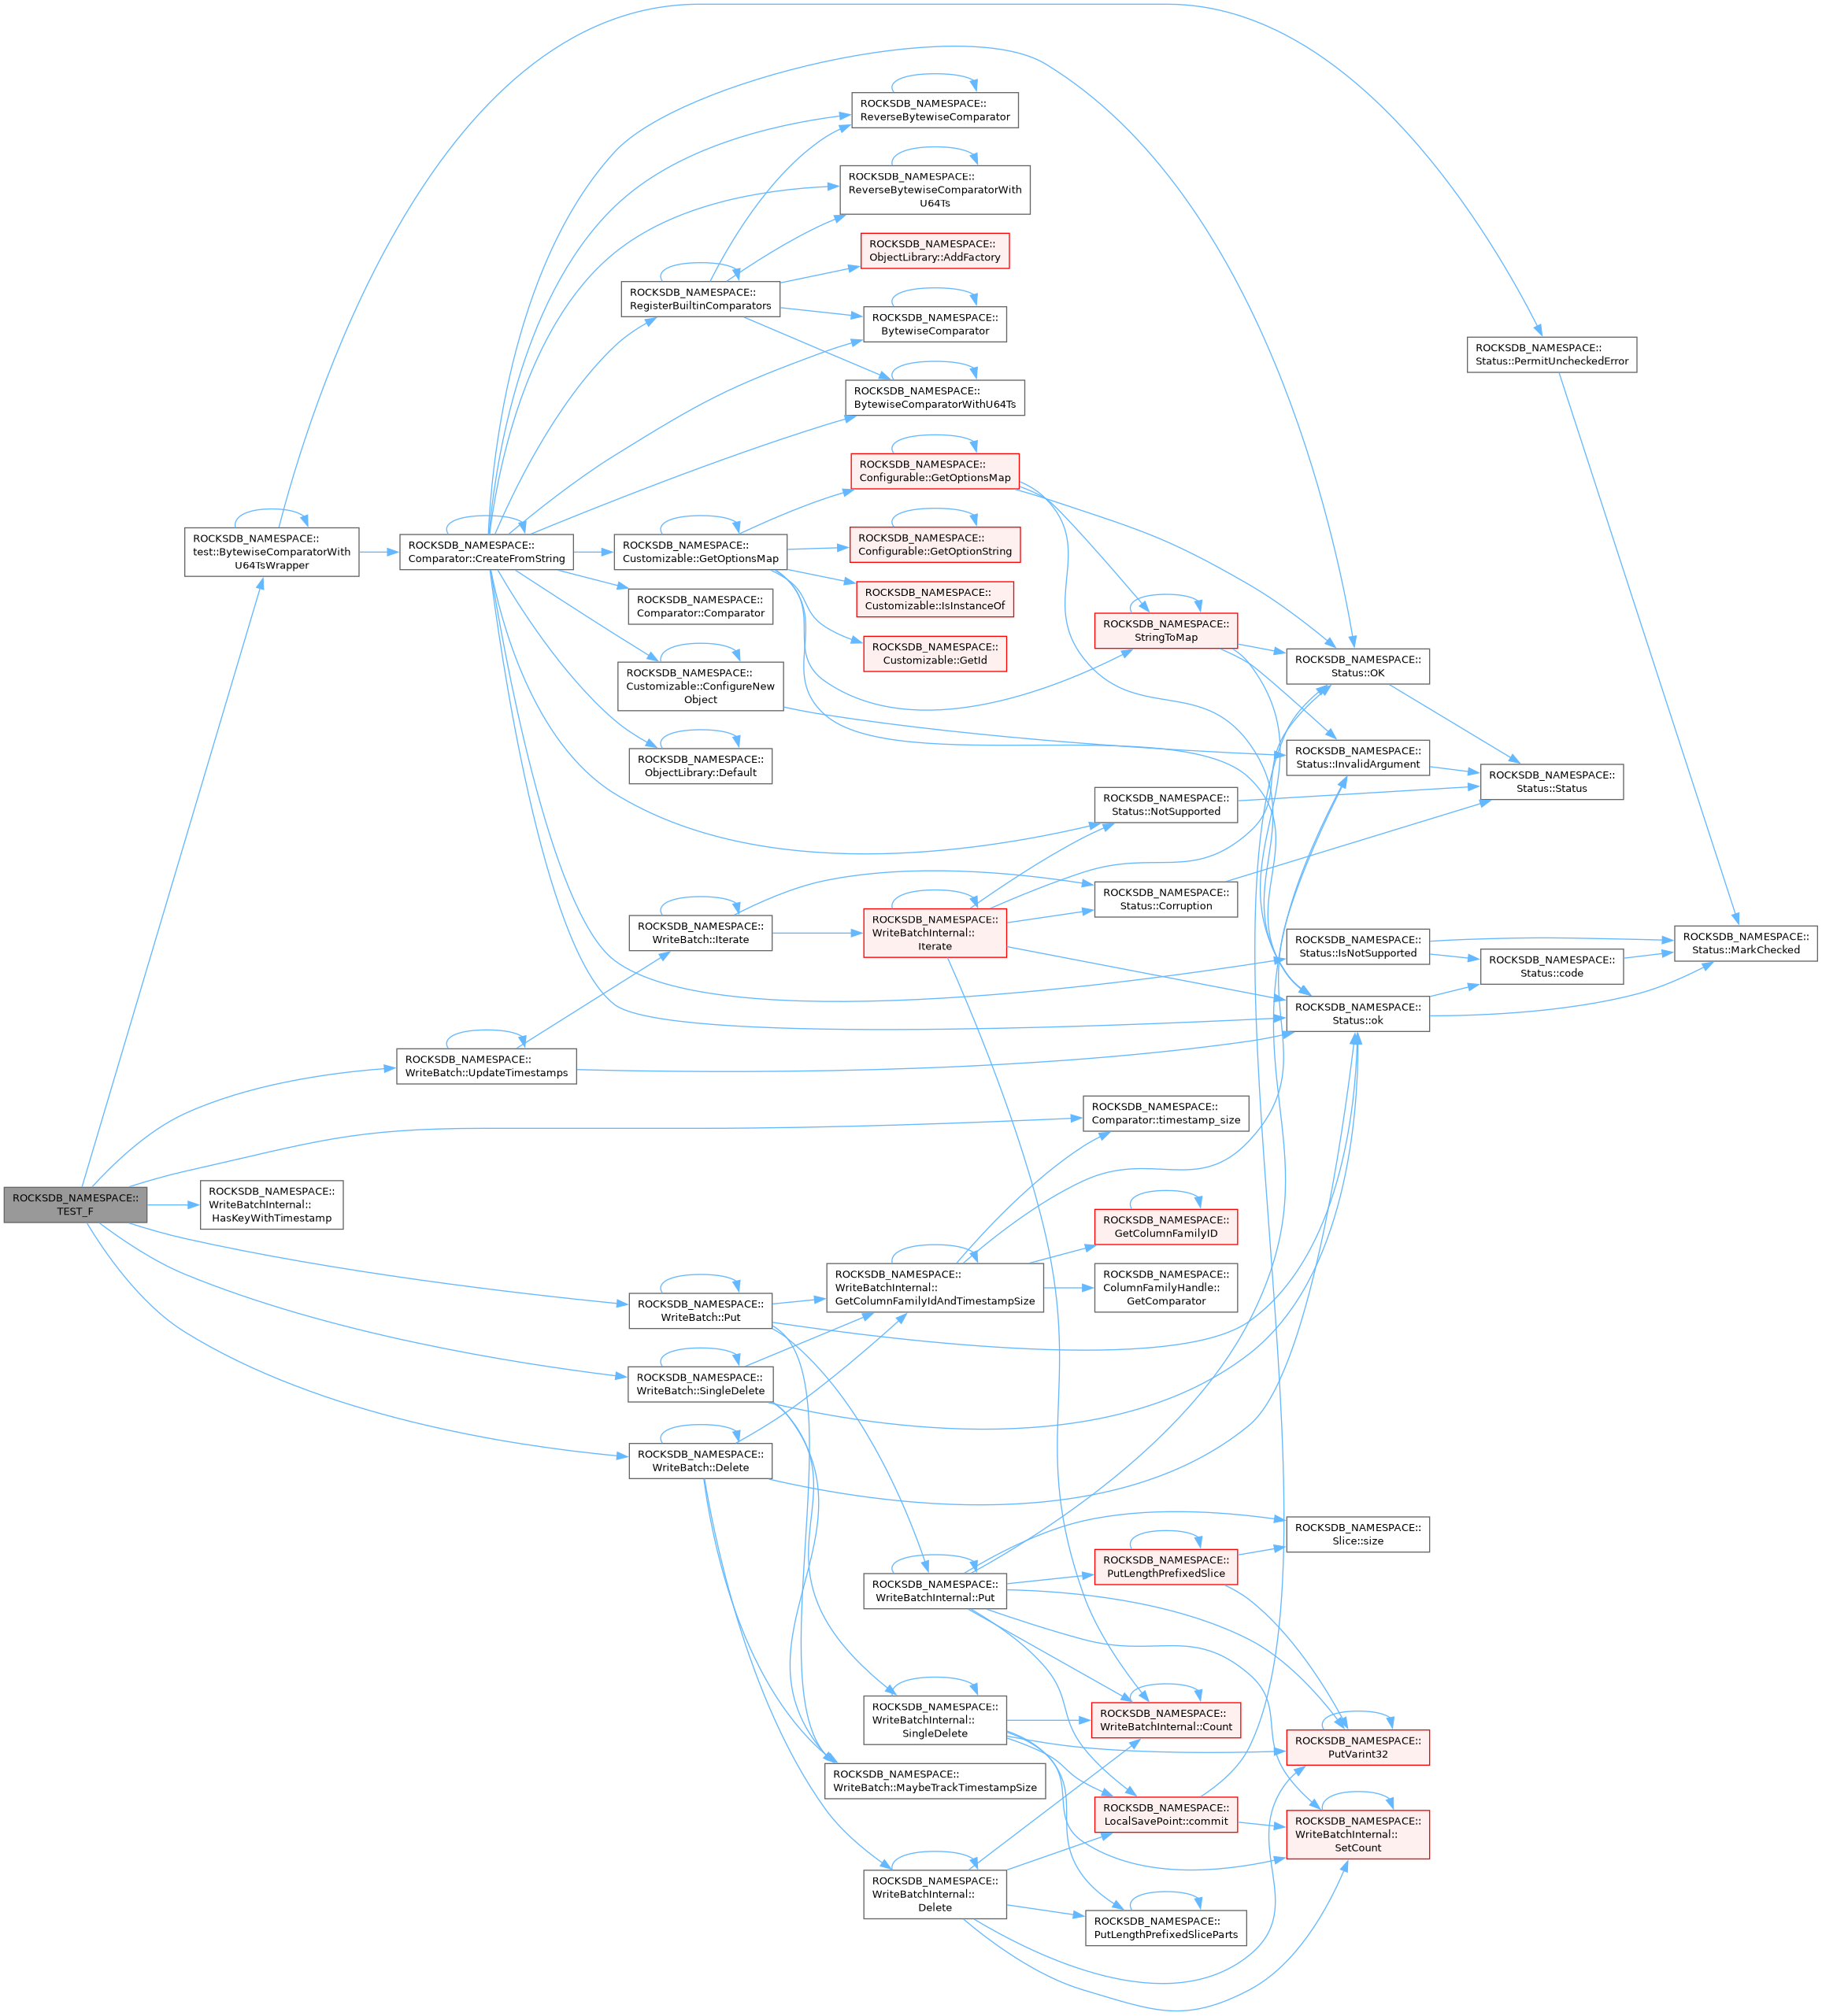 ROCKSDB_NAMESPACE::
TEST_F
ROCKSDB_NAMESPACE::
test::BytewiseComparatorWith
U64TsWrapper
ROCKSDB_NAMESPACE::
WriteBatchInternal::
HasKeyWithTimestamp
ROCKSDB_NAMESPACE::
Comparator::CreateFromString
ROCKSDB_NAMESPACE::
WriteBatch::UpdateTimestamps
ROCKSDB_NAMESPACE::
RegisterBuiltinComparators
ROCKSDB_NAMESPACE::
Customizable::GetOptionsMap
ROCKSDB_NAMESPACE::
Comparator::Comparator
ROCKSDB_NAMESPACE::
Customizable::ConfigureNew
Object
ROCKSDB_NAMESPACE::
ObjectLibrary::Default
ROCKSDB_NAMESPACE::
WriteBatch::Iterate
ROCKSDB_NAMESPACE::
WriteBatch::Put
ROCKSDB_NAMESPACE::
WriteBatch::SingleDelete
ROCKSDB_NAMESPACE::
WriteBatch::Delete
ROCKSDB_NAMESPACE::
ReverseBytewiseComparator
ROCKSDB_NAMESPACE::
ReverseBytewiseComparatorWith
U64Ts
ROCKSDB_NAMESPACE::
ObjectLibrary::AddFactory
ROCKSDB_NAMESPACE::
BytewiseComparator
ROCKSDB_NAMESPACE::
BytewiseComparatorWithU64Ts
ROCKSDB_NAMESPACE::
Configurable::GetOptionsMap
ROCKSDB_NAMESPACE::
Configurable::GetOptionString
ROCKSDB_NAMESPACE::
Customizable::IsInstanceOf
ROCKSDB_NAMESPACE::
Customizable::GetId
ROCKSDB_NAMESPACE::
WriteBatchInternal::
Iterate
ROCKSDB_NAMESPACE::
WriteBatchInternal::
GetColumnFamilyIdAndTimestampSize
ROCKSDB_NAMESPACE::
WriteBatchInternal::Put
ROCKSDB_NAMESPACE::
WriteBatchInternal::
SingleDelete
ROCKSDB_NAMESPACE::
WriteBatch::MaybeTrackTimestampSize
ROCKSDB_NAMESPACE::
WriteBatchInternal::
Delete
ROCKSDB_NAMESPACE::
StringToMap
ROCKSDB_NAMESPACE::
Status::NotSupported
ROCKSDB_NAMESPACE::
Status::Corruption
ROCKSDB_NAMESPACE::
Comparator::timestamp_size
ROCKSDB_NAMESPACE::
GetColumnFamilyID
ROCKSDB_NAMESPACE::
ColumnFamilyHandle::
GetComparator
ROCKSDB_NAMESPACE::
PutLengthPrefixedSlice
ROCKSDB_NAMESPACE::
WriteBatchInternal::Count
ROCKSDB_NAMESPACE::
LocalSavePoint::commit
ROCKSDB_NAMESPACE::
PutLengthPrefixedSliceParts
ROCKSDB_NAMESPACE::
Status::OK
ROCKSDB_NAMESPACE::
Status::InvalidArgument
ROCKSDB_NAMESPACE::
Status::IsNotSupported
ROCKSDB_NAMESPACE::
Status::ok
ROCKSDB_NAMESPACE::
Slice::size
ROCKSDB_NAMESPACE::
PutVarint32
ROCKSDB_NAMESPACE::
WriteBatchInternal::
SetCount
ROCKSDB_NAMESPACE::
Status::PermitUncheckedError
ROCKSDB_NAMESPACE::
Status::Status
ROCKSDB_NAMESPACE::
Status::code
ROCKSDB_NAMESPACE::
Status::MarkChecked